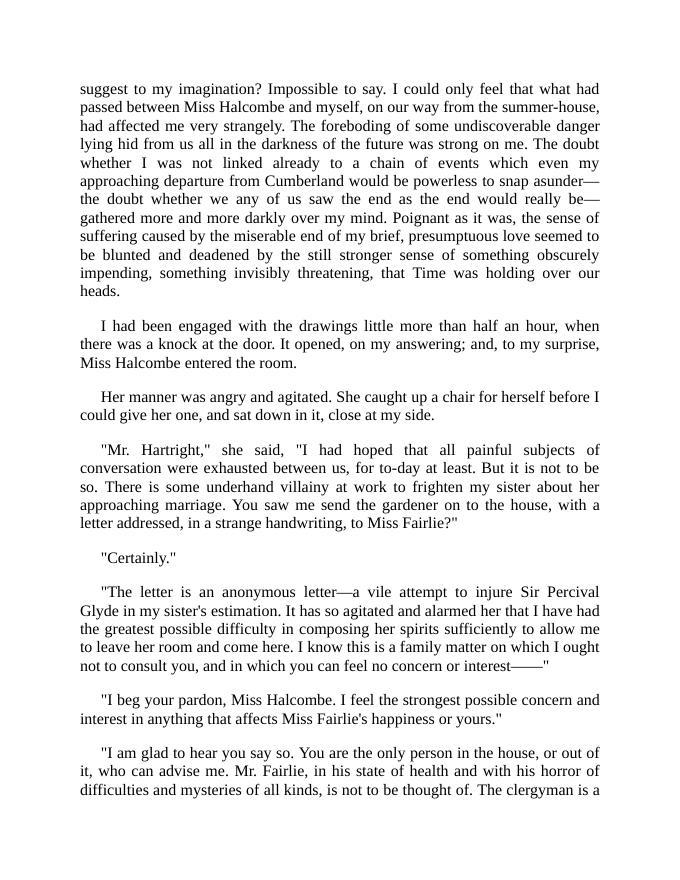 suggest to my imagination? Impossible to say. I could only feel that what had
passed between Miss Halcombe and myself, on our way from the summer-house,
had affected me very strangely. The foreboding of some undiscoverable danger
lying hid from us all in the darkness of the future was strong on me. The doubt
whether I was not linked already to a chain of events which even my
approaching departure from Cumberland would be powerless to snap asunder—
the doubt whether we any of us saw the end as the end would really be—
gathered more and more darkly over my mind. Poignant as it was, the sense of
suffering caused by the miserable end of my brief, presumptuous love seemed to
be blunted and deadened by the still stronger sense of something obscurely
impending, something invisibly threatening, that Time was holding over our
heads.
I had been engaged with the drawings little more than half an hour, when
there was a knock at the door. It opened, on my answering; and, to my surprise,
Miss Halcombe entered the room.
Her manner was angry and agitated. She caught up a chair for herself before I
could give her one, and sat down in it, close at my side.
"Mr. Hartright," she said, "I had hoped that all painful subjects of
conversation were exhausted between us, for to-day at least. But it is not to be
so. There is some underhand villainy at work to frighten my sister about her
approaching marriage. You saw me send the gardener on to the house, with a
letter addressed, in a strange handwriting, to Miss Fairlie?"
"Certainly."
"The letter is an anonymous letter—a vile attempt to injure Sir Percival
Glyde in my sister's estimation. It has so agitated and alarmed her that I have had
the greatest possible difficulty in composing her spirits sufficiently to allow me
to leave her room and come here. I know this is a family matter on which I ought
not to consult you, and in which you can feel no concern or interest——"
"I beg your pardon, Miss Halcombe. I feel the strongest possible concern and
interest in anything that affects Miss Fairlie's happiness or yours."
"I am glad to hear you say so. You are the only person in the house, or out of
it, who can advise me. Mr. Fairlie, in his state of health and with his horror of
difficulties and mysteries of all kinds, is not to be thought of. The clergyman is a